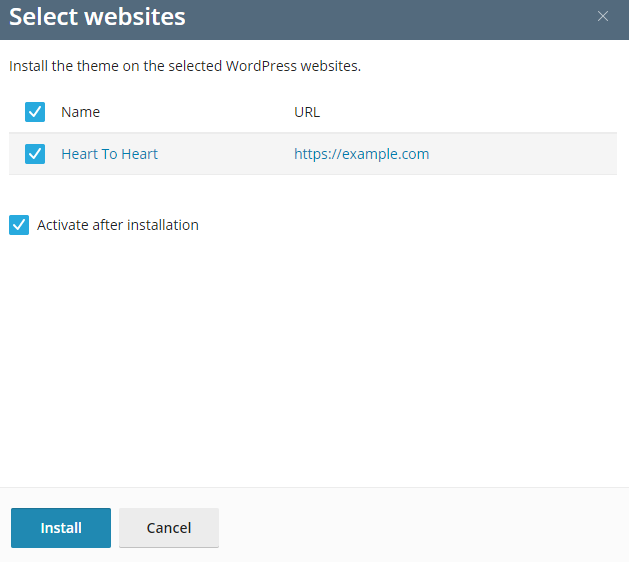 Select websites
Install the theme on the selected WordPress websites.
Name URL
Heart To Heart https://example.com
Activate after installation
Install Cancel